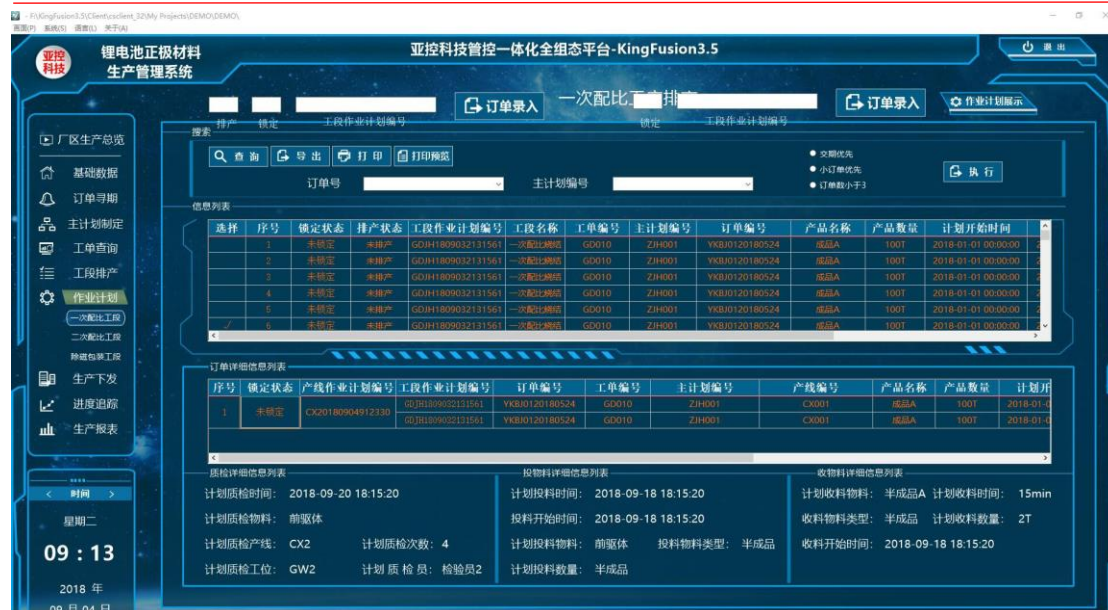 - F:\KingFusion3.5\Client\csclient_32\My Projects\DEMO\DEMO\
画面(P) 系统(S) 语言(L) 关于(A)
亚控科技
锂电池正极材料
生产管理系统
亚控科技管控一体化全组态平台-KingFusion3.5
退出
订单录入
一次配比工
订单录入
作业计划展示
排产 锁定 工段作业计划编号 锁定 工段作业计划编号
厂区生产总览
基础数据
订单寻期
主计划制定
工单查询
工段排产
作业计划
一次配比工段
二次配比工段
除磁包装工段
生产下发
进度追踪
生产报表
< 时间 >
星期二
09 : 13
2018 年
09 月 04 日
搜索
查 询 导 出 打 印 打印预览
订单号 主计划编号
交期优先
小订单优先
订单数小于3
执 行
信息列表
选择 序号 锁定状态 排产状态 工段作业计划编号 工段名称 工单编号 主计划编号 订单编号 产品名称 产品数量 计划开始时间
1 未锁定 未排产 GDJH1809032131561 一次配比烧结 GD010 ZJH001 YKBJ0120180524 成品A 100T 2018-01-01 00:00:00 2
2 未锁定 未排产 GDJH1809032131561 一次配比烧结 GD010 ZJH001 YKBJ0120180524 成品A 100T 2018-01-01 00:00:00 2
3 未锁定 未排产 GDJH1809032131561 一次配比烧结 GD010 ZJH001 YKBJ0120180524 成品A 100T 2018-01-01 00:00:00 2
4 未锁定 未排产 GDJH1809032131561 一次配比烧结 GD010 ZJH001 YKBJ0120180524 成品A 100T 2018-01-01 00:00:00 2
5 未锁定 未排产 GDJH1809032131561 一次配比烧结 GD010 ZJH001 YKBJ0120180524 成品A 100T 2018-01-01 00:00:00 2
√ 6 未锁定 未排产 GDJH1809032131561 一次配比烧结 GD010 ZJH001 YKBJ0120180524 成品A 100T 2018-01-01 00:00:00 2
订单详细信息列表
序号 锁定状态 产线作业计划编号 工段作业计划编号 订单编号 工单编号 主计划编号 产线编号 产品名称 产品数量 计划开
1 未锁定 CX20180904912330 GDJH1809032131561 YKBJ0120180524 GD010 ZJH001 CX001 成品A 100T 2018-01-0
GDJH1809032131561 YKBJ0120180524 GD010 ZJH001 CX001 成品A 100T 2018-01-0
质检详细信息列表
计划质检时间: 2018-09-20 18:15:20
计划质检物料: 前驱体
计划质检产线: CX2 计划质检次数: 4
计划质检工位: GW2 计划 质 检 员: 检验员2
投物料详细信息列表
计划投料时间: 2018-09-18 18:15:20
投料开始时间: 2018-09-18 18:15:20
计划投料物料: 前驱体 投料物料类型: 半成品
计划投料数量: 半成品
收物料详细信息列表
计划收料物料: 半成品A 计划收料时间: 15min
收料物料类型: 半成品 计划收料数量: 2T
收料开始时间: 2018-09-18 18:15:20